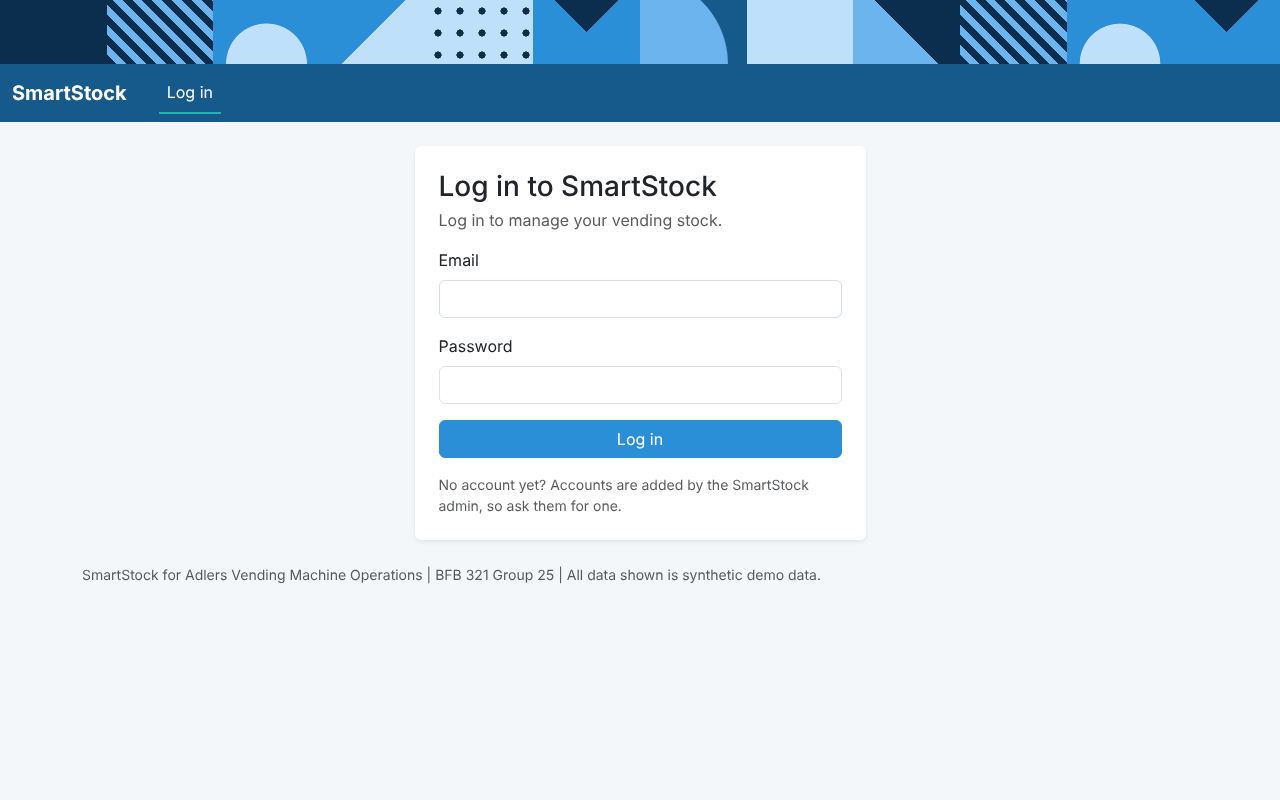 SmartStock
Log in
Log in to SmartStock
Log in to manage your vending stock.
Email
Password
Log in
No account yet? Accounts are added by the SmartStock
admin, so ask them for one.
SmartStock for Adlers Vending Machine Operations | BFB 321 Group 25 | All data shown is synthetic demo data.